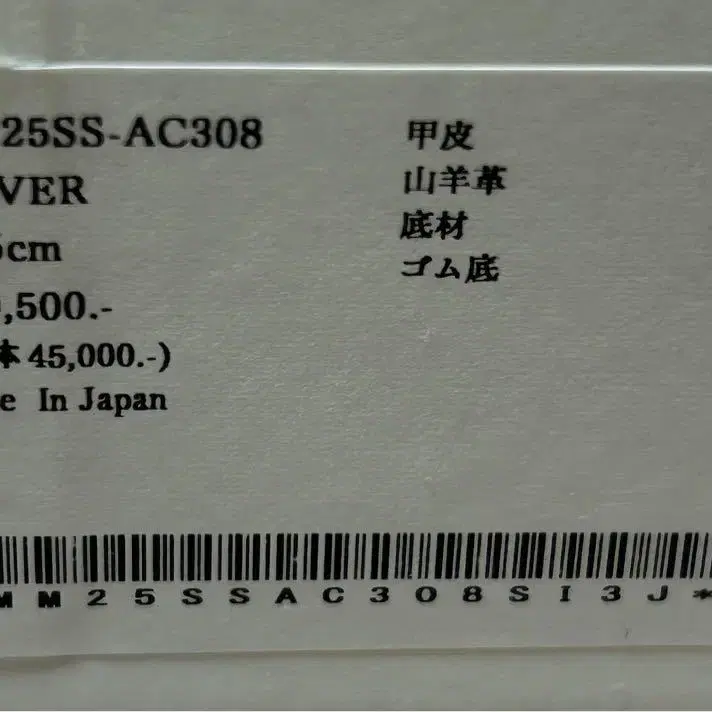 25SS-AC308
VER
cm
,500.-
本 45,000.-)
e In Japan
甲皮
山羊革
底材
ゴム底
M M 2 5 S S A C 3 0 8 S I 3 J *